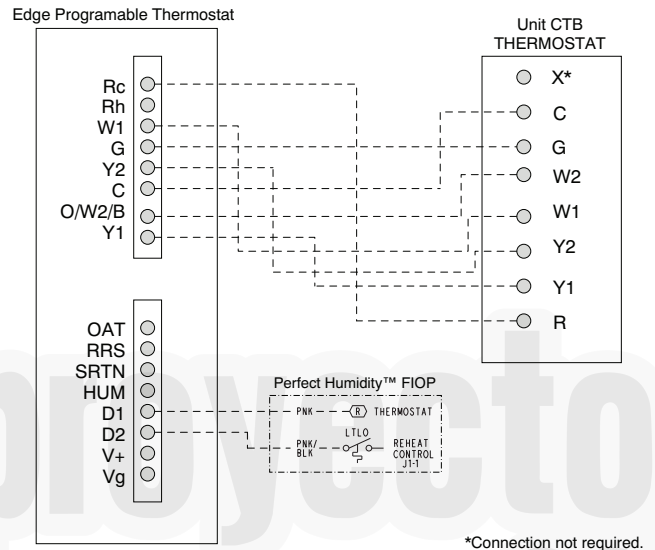 Edge Programable Thermostat
Unit CTB
THERMOSTAT
Rc
Rh
W1
G
Y2
C
O/W2/B
Y1
X*
C
G
W2
W1
Y2
Y1
R
OAT
RRS
SRTN
HUM
D1
D2
V+
Vg
Perfect Humidity™ FIOP
PNK
R THERMOSTAT
LTLO
PNK/
BLK
REHEAT
CONTROL
J1-1
proyecto
*Connection not required.